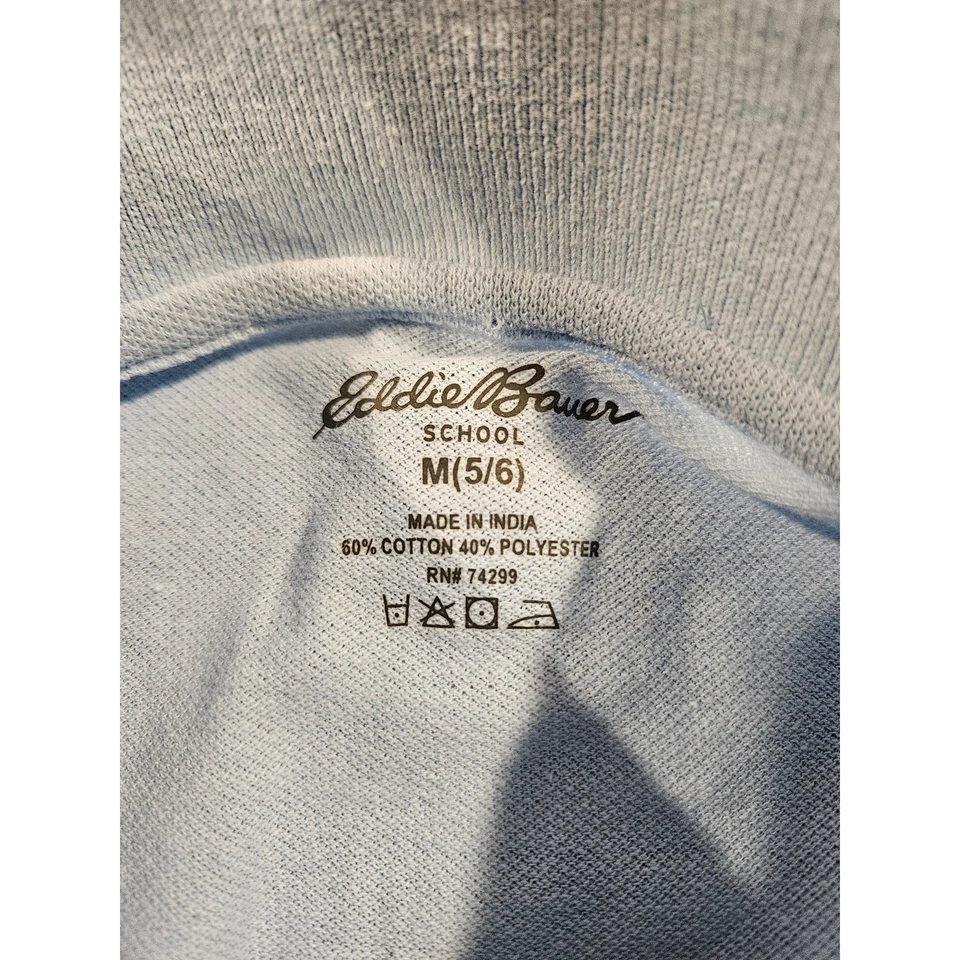 Eddie Bauer
SCHOOL
M(5/6)
MADE IN INDIA
60% COTTON 40% POLYESTER
RN# 74299